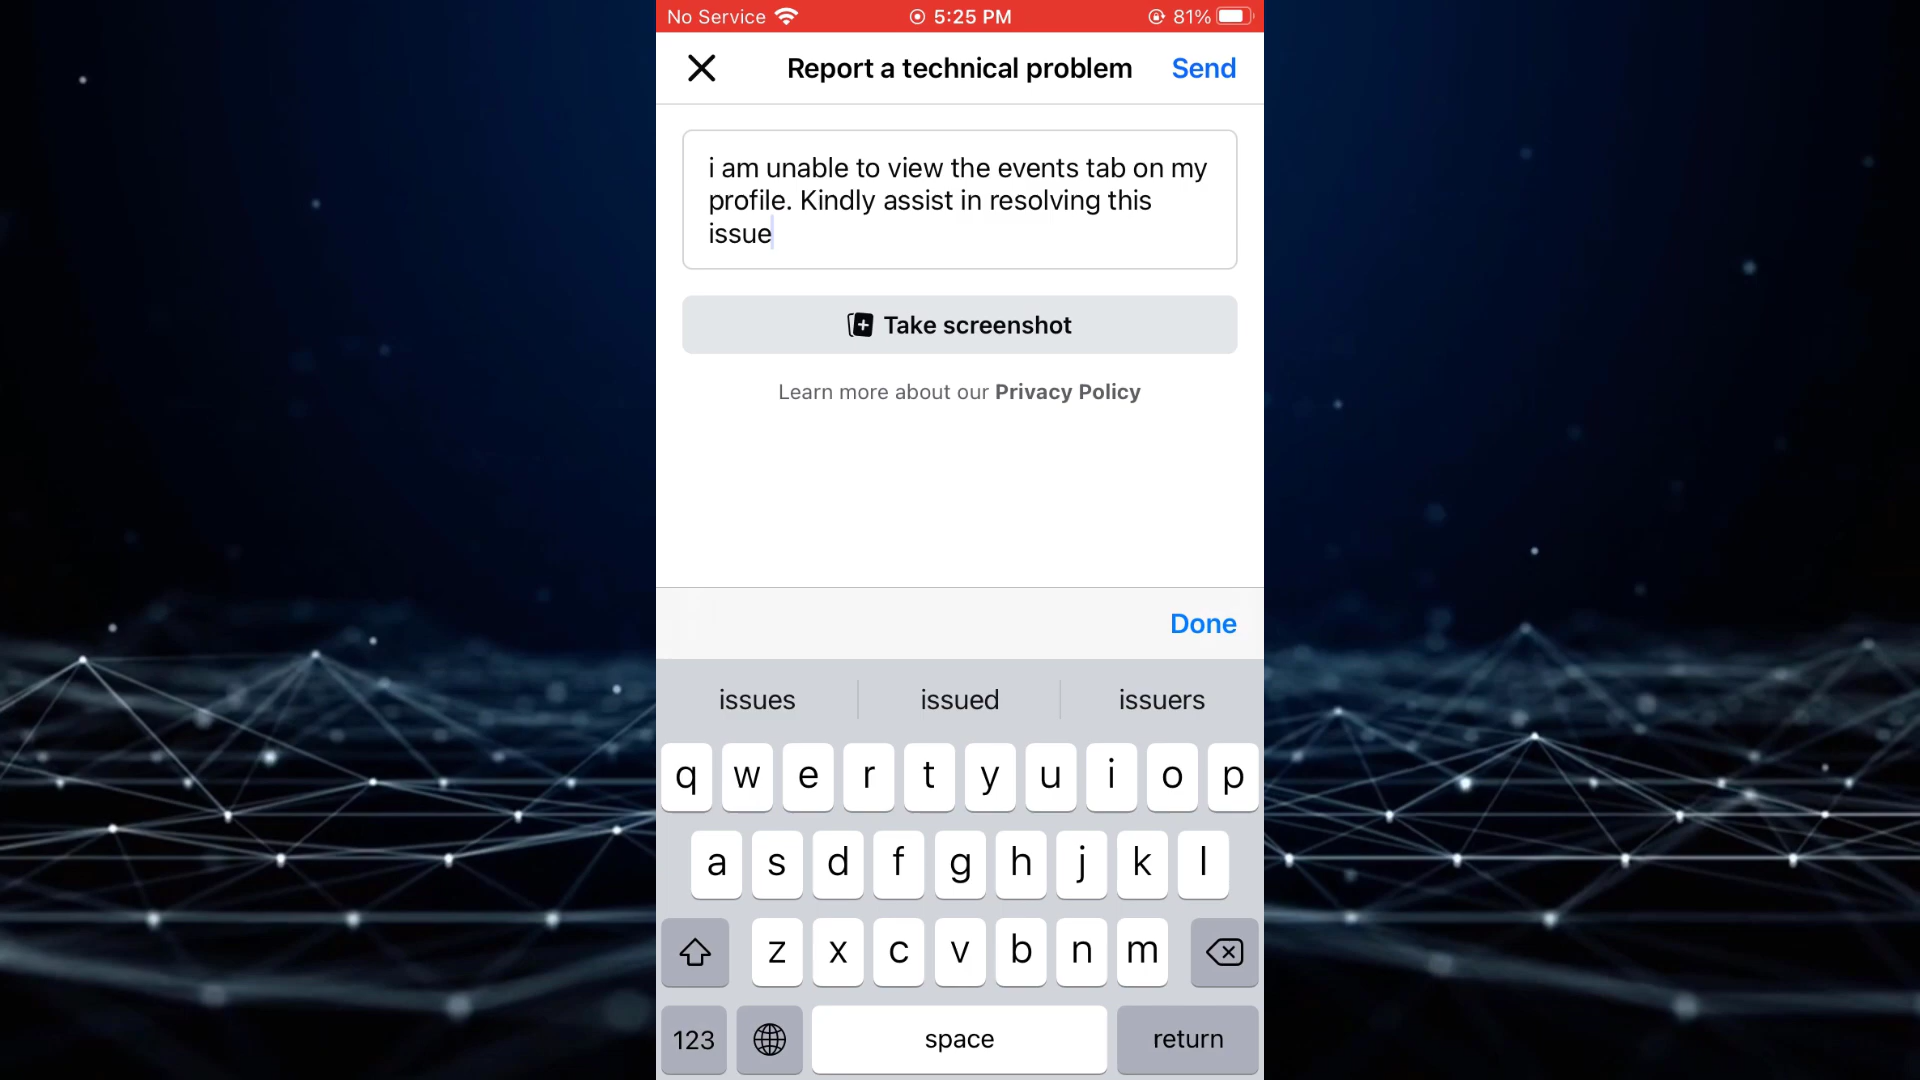 No Service 5:25 PM 81%
Report a technical problem Send
i am unable to view the events tab on my
profile. Kindly assist in resolving this
issue
Take screenshot
Learn more about our Privacy Policy
Done
issues issued issuers
q w e r t y u i o p
a s d f g h j k l
z x c v b n m
123 space return